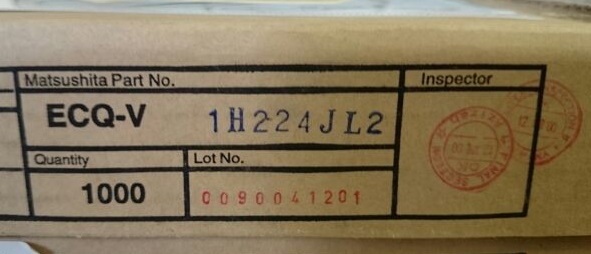 Matsushita Part No.
Inspector
ECQ-V 1H224JL2
Quantity
Lot No.
1000
0090041201